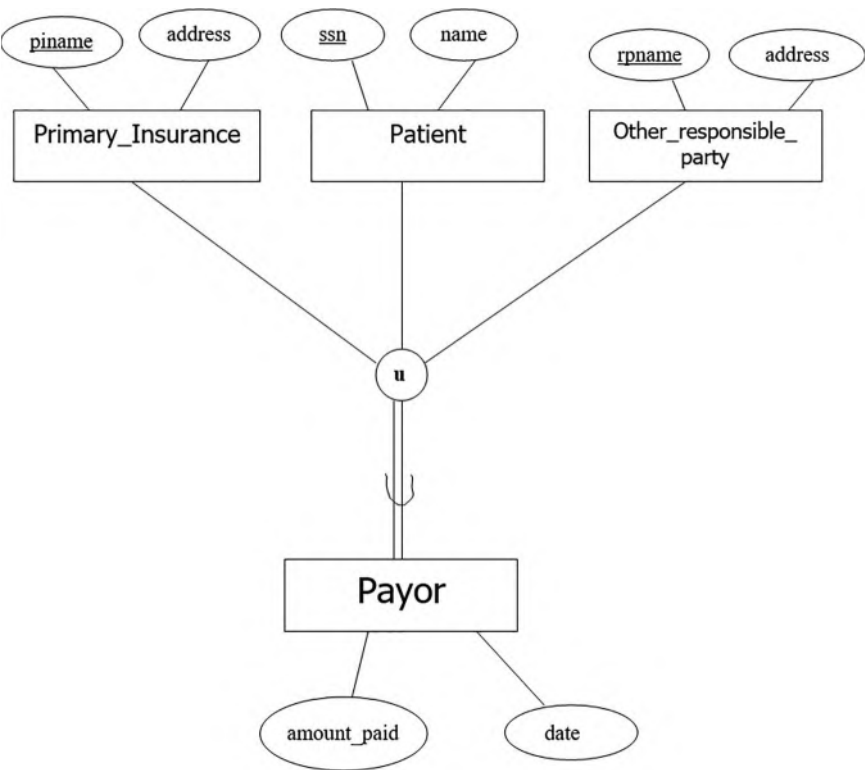 piname
address
ssn
name
rpname
address
Primary_Insurance
Patient
Other_responsible_
party
u
Payor
amount_paid
date